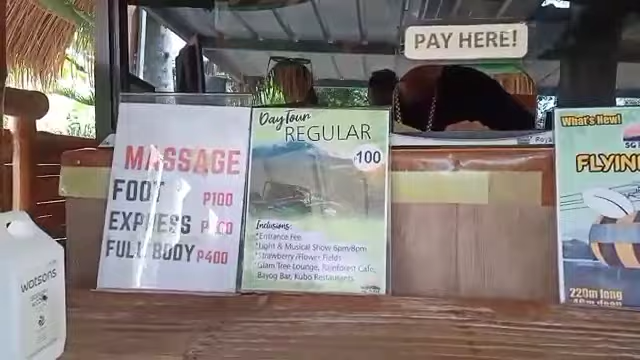 PAY HERE!
MASSAGE
FOOT P100
EXPRESS
FULL BODY P400
Day Tour
REGULAR
₱100
Inclusions:
*Entrance Fee
*Light & Musical Show 6pm/8pm
*Strawberry /Flower Fields
*Glam Tree Lounge, Rainforest Cafe,
Bayog Bar, Kubo Restaurants
What's New!
FLYIN
220m long
watsons